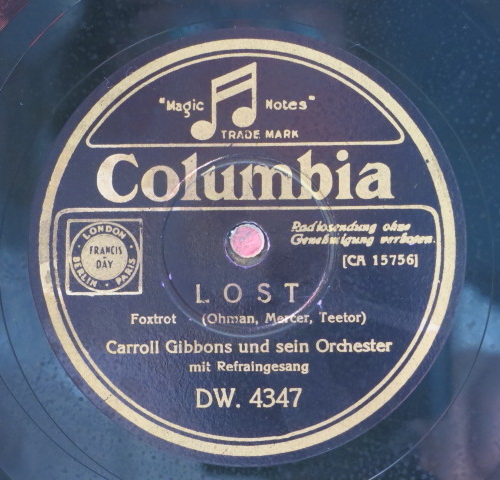 "Magic Notes"
TRADE MARK
Columbia
LONDON
FRANCIS
& DAY
BERLIN PARIS
Radiosendung ohne
Genehmigung verboten.
[CA 15756]
LOST
Foxtrot (Ohman, Mercer, Teetor)
Carroll Gibbons und sein Orchester
mit Refraingesang
DW. 4347